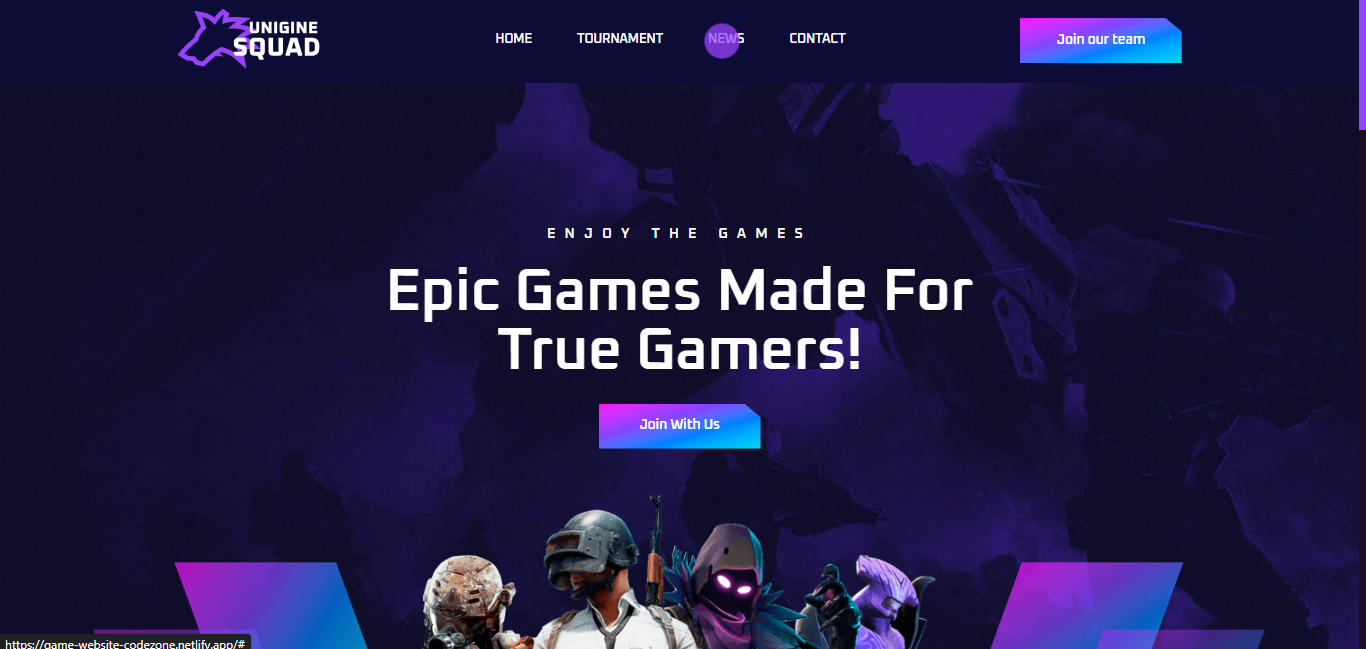 UNIGINE
SQUAD
HOME TOURNAMENT NEWS CONTACT
Join our team
ENJOY THE GAMES
Epic Games Made For
True Gamers!
Join With Us
https://game-website-codezone.netlify.app/#